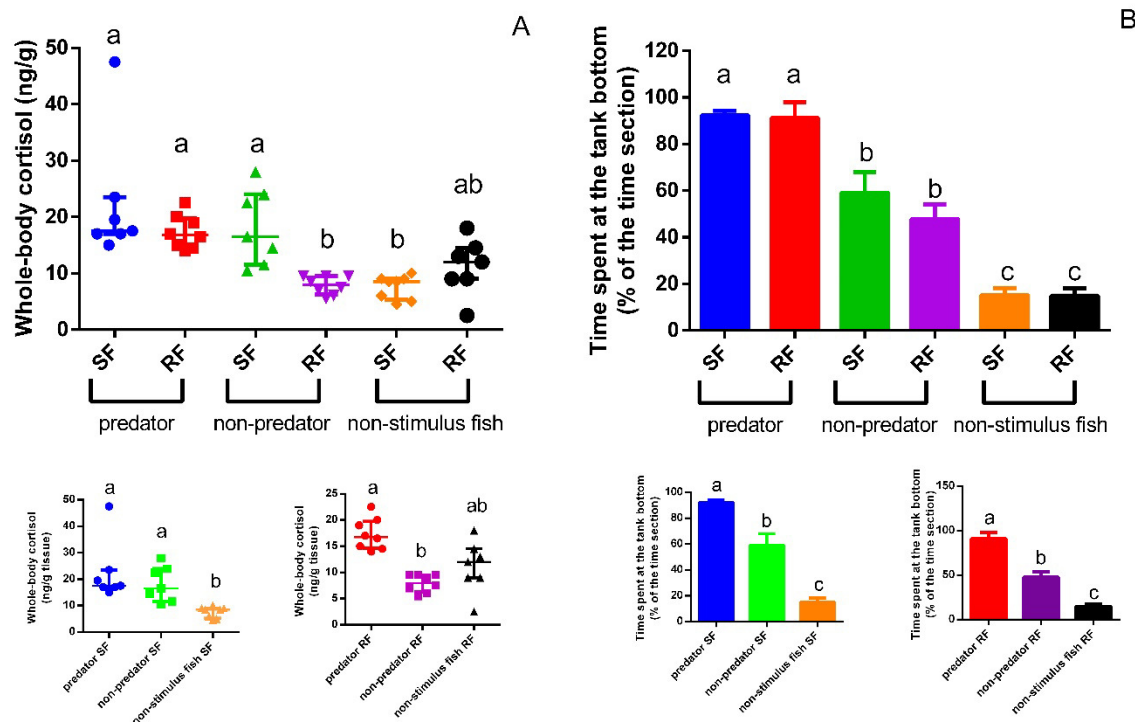 A
Whole-body cortisol (ng/g)
50
40
30
20
10
0
a
a
a
b
b
ab
SF
RF
SF
RF
SF
RF
predator
non-predator
non-stimulus fish
B
Time spent at the tank bottom
(% of the time section)
120
100
80
60
40
20
0
a
a
b
b
c
c
SF
RF
SF
RF
SF
RF
predator
non-predator
non-stimulus fish
Whole-body cortisol
(ng/g tissue)
50
40
30
20
10
0
a
a
b
predator SF
non-predator SF
non-stimulus fish SF
Whole-body cortisol
(ng/g tissue)
25
20
15
10
5
0
a
b
ab
predator RF
non-predator RF
non-stimulus fish RF
Time spent at the tank bottom
(% of the time section)
100
80
60
40
20
0
a
b
c
predator SF
non-predator SF
non-stimulus fish SF
Time spent at the tank bottom
(% of the time section)
150
100
50
0
a
b
c
predator RF
non-predator RF
non-stimulus fish RF